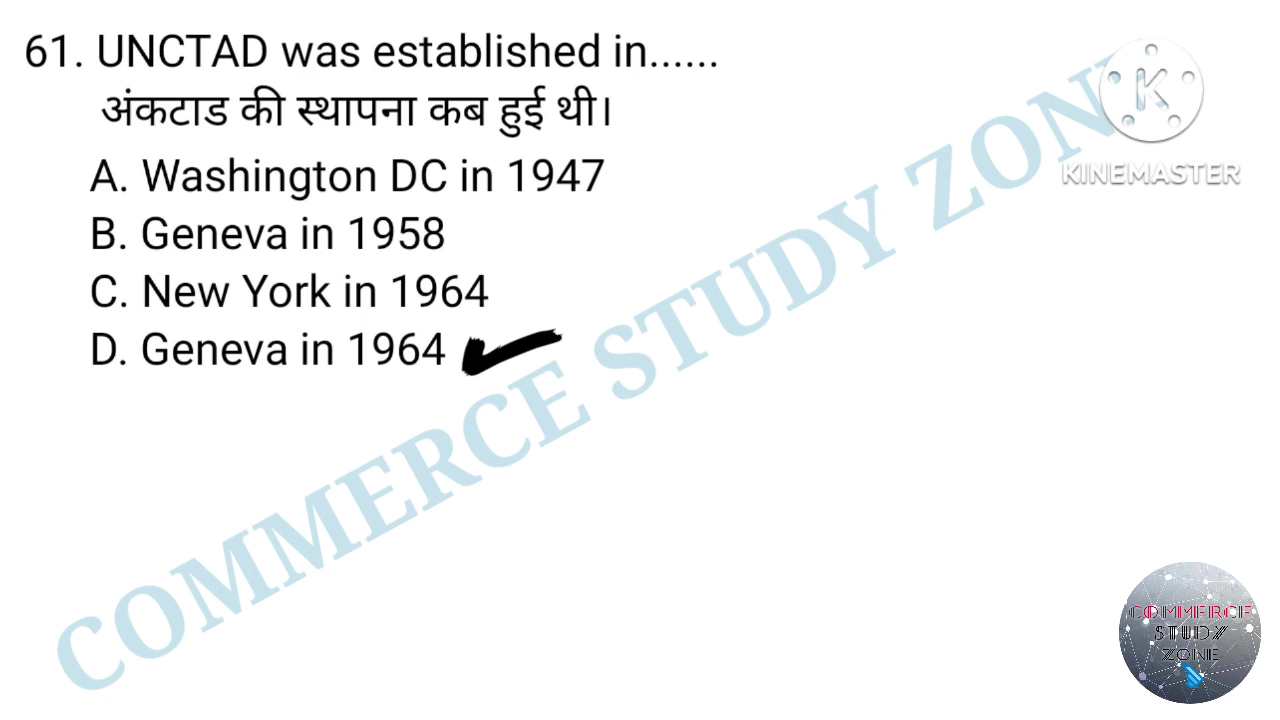 61. UNCTAD was established in......
अंकटाड की स्थापना कब हुई थी।
A. Washington DC in 1947
B. Geneva in 1958
C. New York in 1964
D. Geneva in 1964
COMMERCE STUDY ZONE
K
KINEMASTER
COMMERCE
STUDY
ZONE